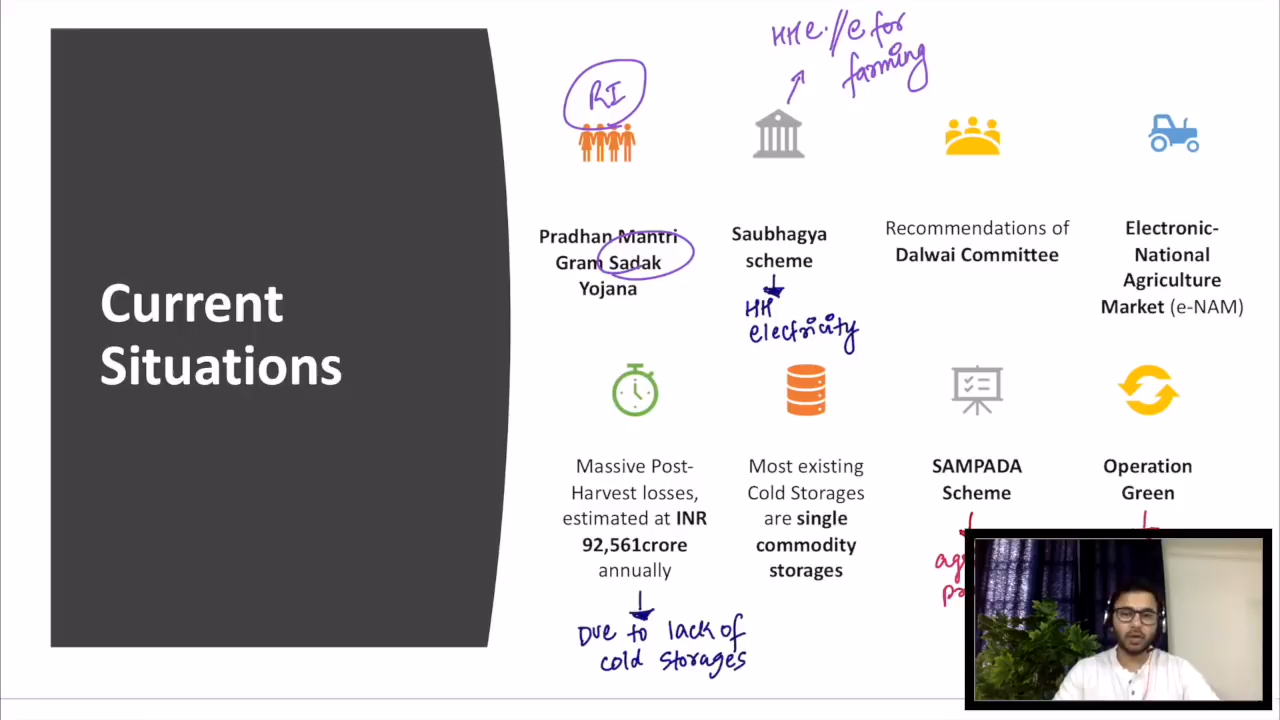 Current
Situations
HH e. // e for
farming
RI
Pradhan Mantri
Gram Sadak
Yojana
Saubhagya
scheme
HH
electricity
Recommendations of
Dalwai Committee
Electronic-
National
Agriculture
Market (e-NAM)
Massive Post-
Harvest losses,
estimated at INR
92,561crore
annually
Due to lack of
cold storages
Most existing
Cold Storages
are single
commodity
storages
SAMPADA
Scheme
Operation
Green